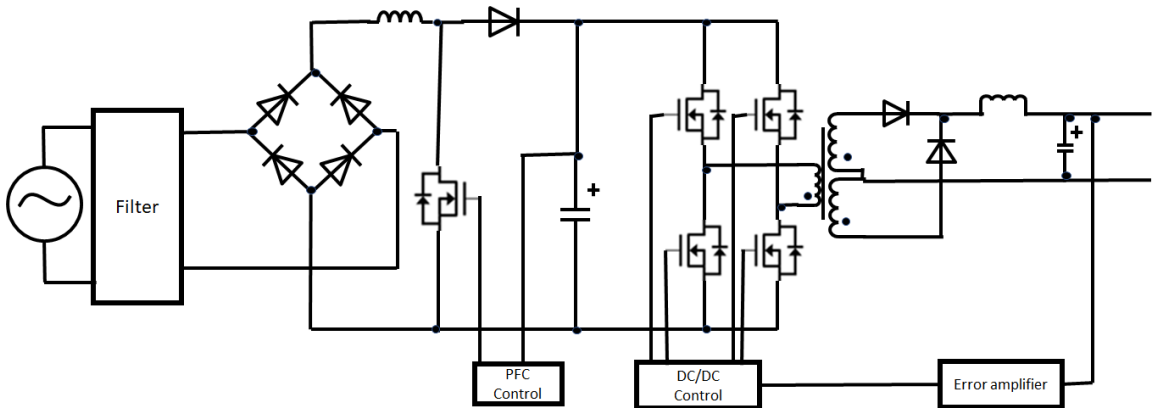 Filter
+
+
PFC
Control
DC/DC
Control
Error amplifier